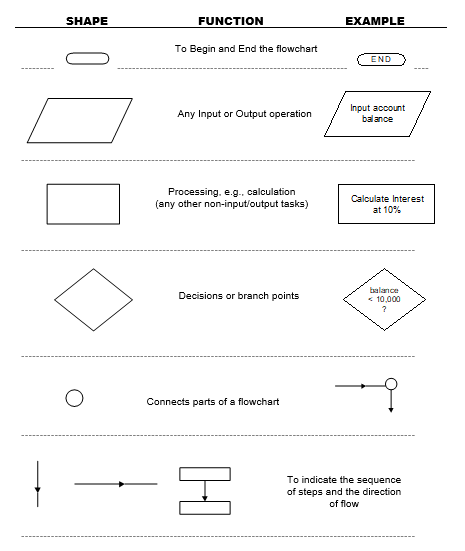 SHAPE FUNCTION EXAMPLE
To Begin and End the flowchart
END
Any Input or Output operation
Input account
balance
Processing, e.g., calculation
(any other non-input/output tasks)
Calculate Interest
at 10%
Decisions or branch points
balance
< 10,000
?
Connects parts of a flowchart
To indicate the sequence
of steps and the direction
of flow